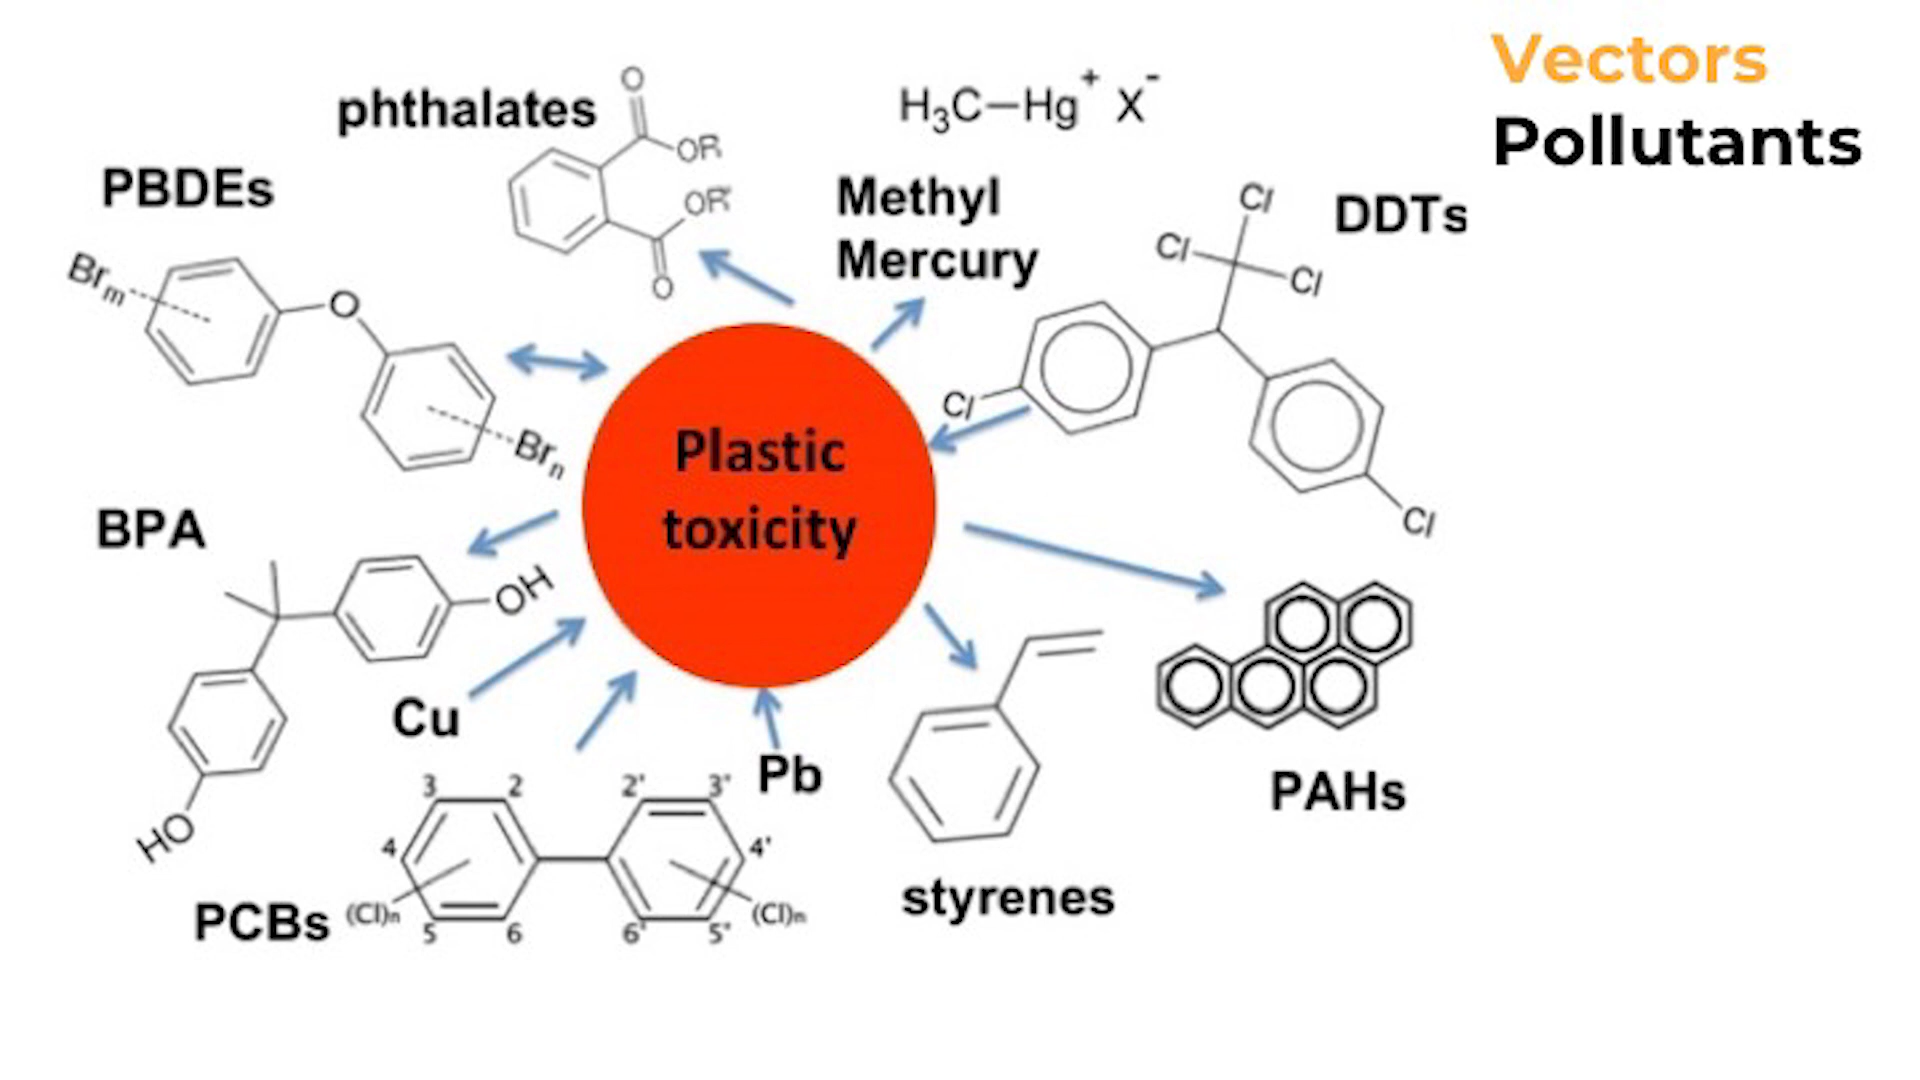 Vectors
Pollutants
phthalates
O
OR
OR'
O
H3C–Hg+ X-
Methyl
Mercury
DDTs
Cl
Cl
Cl
Cl
Cl
PBDEs
Brm
O
Brn
Plastic
toxicity
BPA
OH
HO
Cu
Pb
PCBs
3 2 2' 3'
4 4'
(Cl)n (Cl)n
5 6 6' 5'
styrenes
PAHs